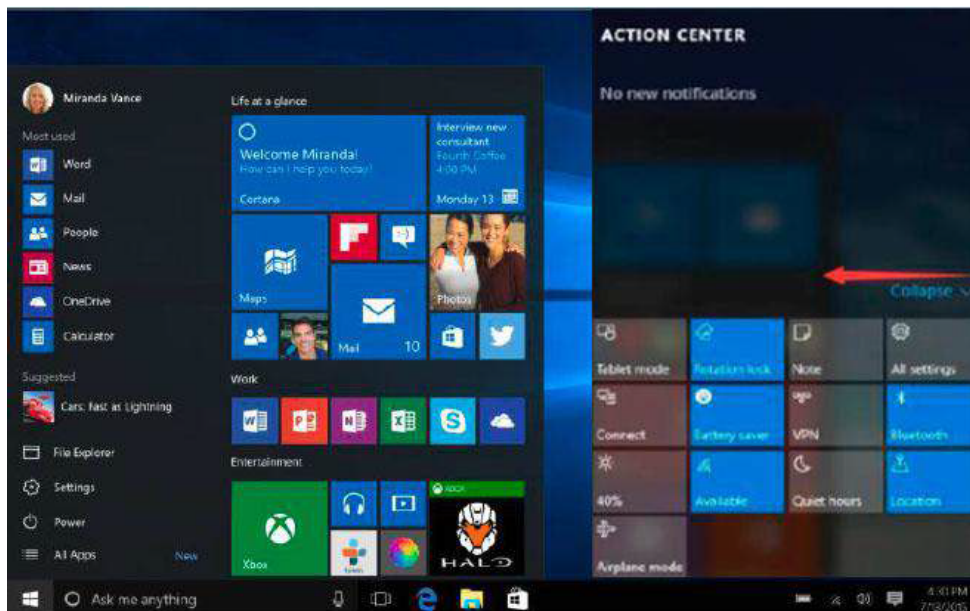 Miranda Vance
Most used
Word
Mail
People
News
OneDrive
Calculator
Suggested
Cars: Fast as Lightning
File Explorer
Settings
Power
All Apps New
Life at a glance
Welcome Miranda!
How can I help you today?
Cortana
Interview new
consultant
Fourth Coffee
4:00 PM
Monday 13
Maps
Photos
Mail 10
Work
Entertainment
Xbox
XBOX
HALO
ACTION CENTER
No new notifications
Collapse
Tablet mode
Rotation lock
Note
All settings
Connect
Battery saver
VPN
Bluetooth
40%
Available
Quiet hours
Location
Airplane mode
Ask me anything
4:30 PM